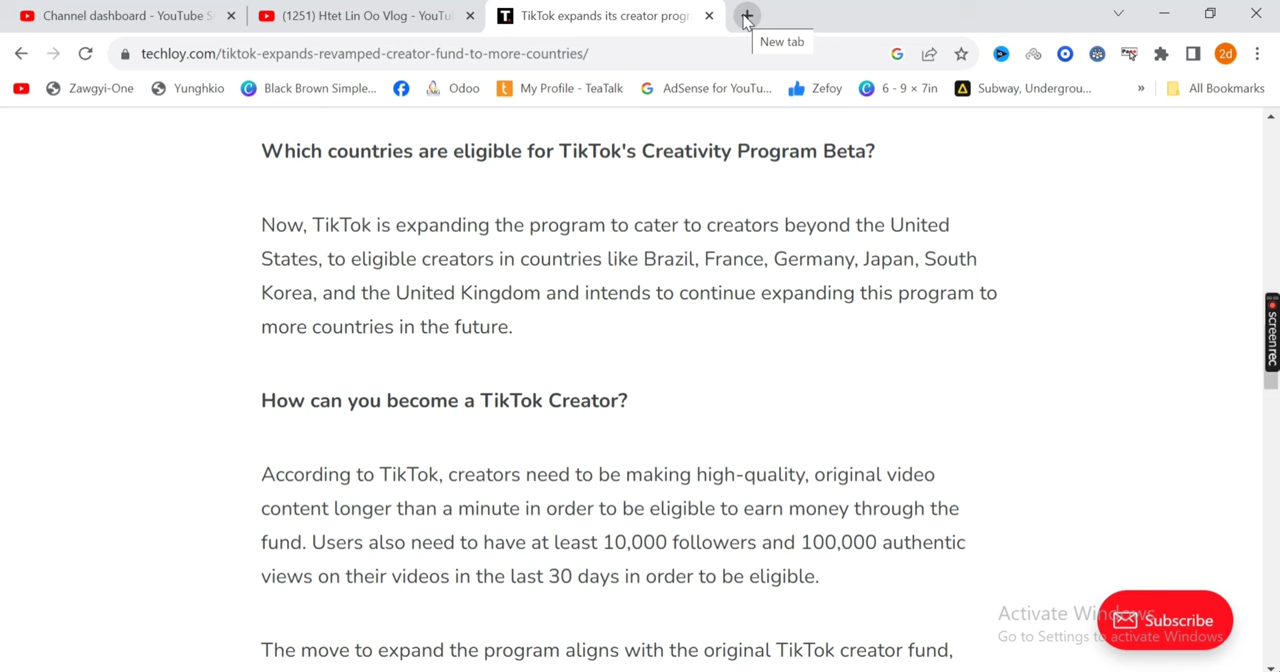 Channel dashboard - YouTube S
(1251) Htet Lin Oo Vlog - YouTu
TikTok expands its creator progr
New tab
techloy.com/tiktok-expands-revamped-creator-fund-to-more-countries/
2d
Zawgyi-One
Yunghkio
Black Brown Simple...
Odoo
My Profile - TeaTalk
AdSense for YouTu...
Zefoy
6 - 9 × 7in
Subway, Undergrou...
»
All Bookmarks
Which countries are eligible for TikTok's Creativity Program Beta?
Now, TikTok is expanding the program to cater to creators beyond the United
States, to eligible creators in countries like Brazil, France, Germany, Japan, South
Korea, and the United Kingdom and intends to continue expanding this program to
more countries in the future.
screenrec
How can you become a TikTok Creator?
According to TikTok, creators need to be making high-quality, original video
content longer than a minute in order to be eligible to earn money through the
fund. Users also need to have at least 10,000 followers and 100,000 authentic
views on their videos in the last 30 days in order to be eligible.
Activate Windows
Subscribe
Go to Settings to activate Windows.
The move to expand the program aligns with the original TikTok creator fund,